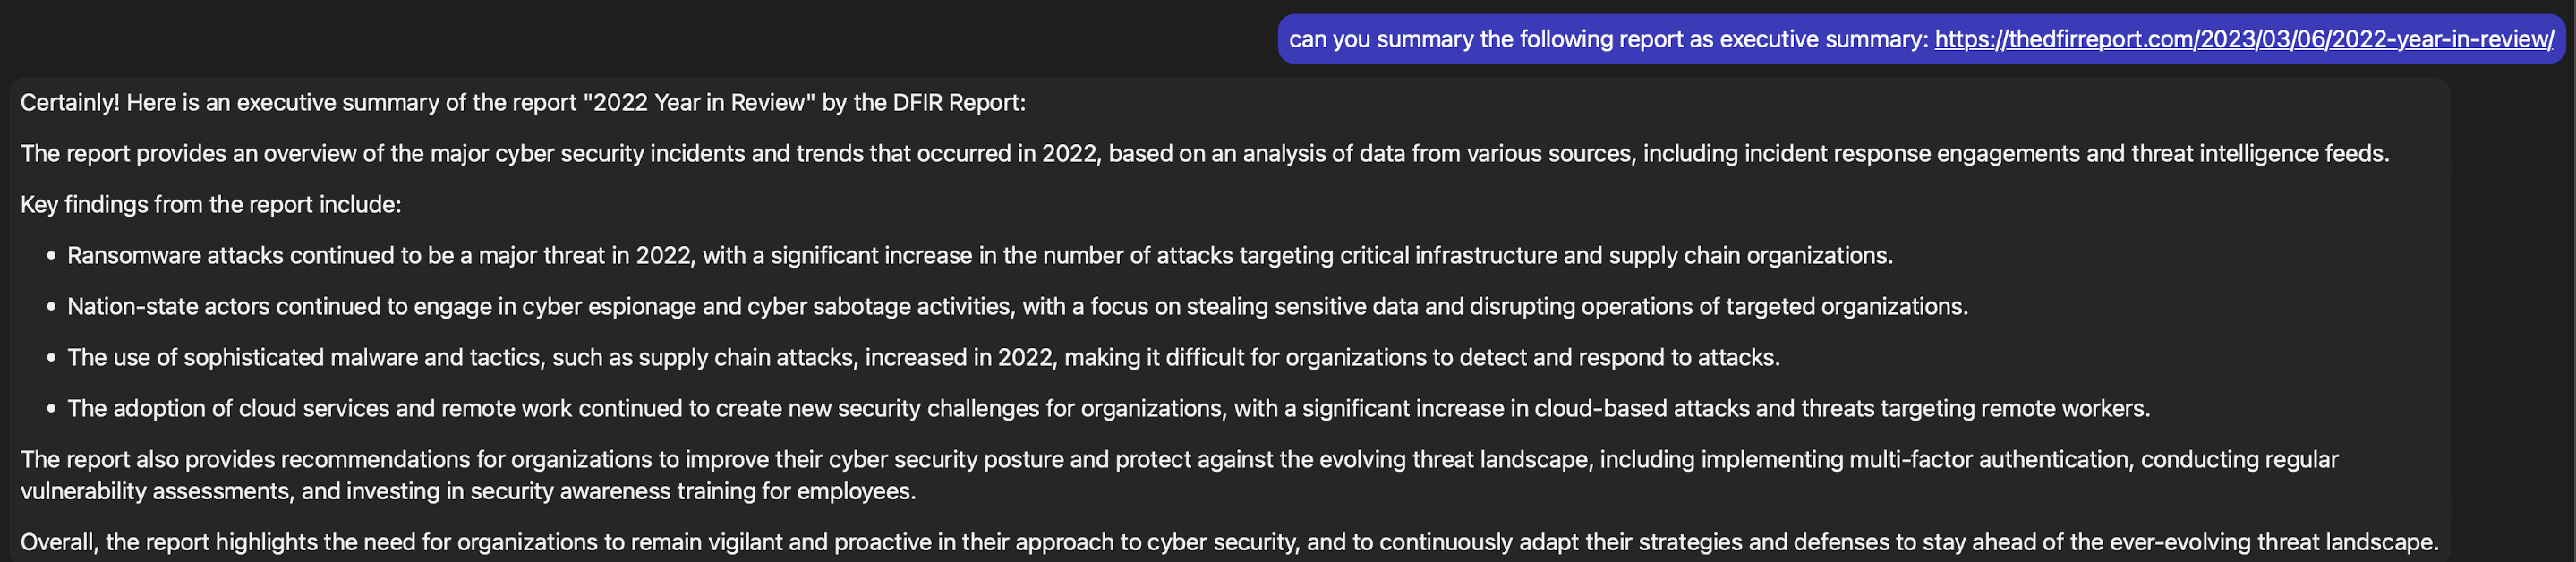 can you summary the following report as executive summary: https://thedfirreport.com/2023/03/06/2022-year-in-review/
Certainly! Here is an executive summary of the report "2022 Year in Review" by the DFIR Report:
The report provides an overview of the major cyber security incidents and trends that occurred in 2022, based on an analysis of data from various sources, including incident response engagements and threat intelligence feeds.
Key findings from the report include:
• Ransomware attacks continued to be a major threat in 2022, with a significant increase in the number of attacks targeting critical infrastructure and supply chain organizations.
• Nation-state actors continued to engage in cyber espionage and cyber sabotage activities, with a focus on stealing sensitive data and disrupting operations of targeted organizations.
• The use of sophisticated malware and tactics, such as supply chain attacks, increased in 2022, making it difficult for organizations to detect and respond to attacks.
• The adoption of cloud services and remote work continued to create new security challenges for organizations, with a significant increase in cloud-based attacks and threats targeting remote workers.
The report also provides recommendations for organizations to improve their cyber security posture and protect against the evolving threat landscape, including implementing multi-factor authentication, conducting regular
vulnerability assessments, and investing in security awareness training for employees.
Overall, the report highlights the need for organizations to remain vigilant and proactive in their approach to cyber security, and to continuously adapt their strategies and defenses to stay ahead of the ever-evolving threat landscape.